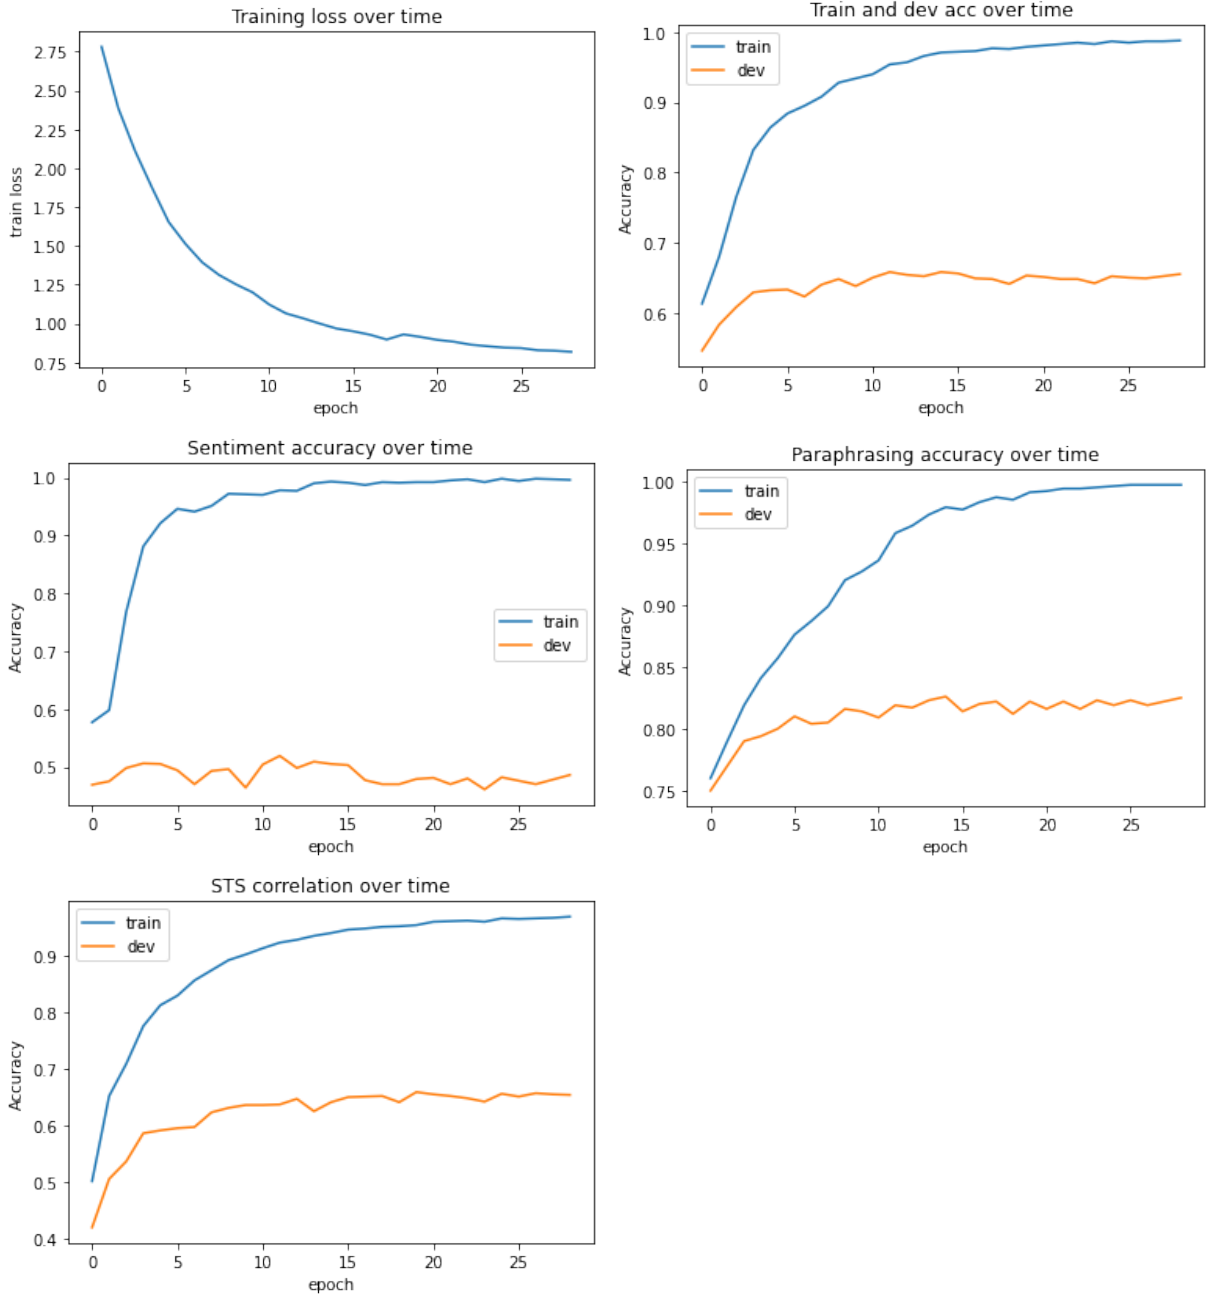 Training loss over time
train loss
2.75
2.50
2.25
2.00
1.75
1.50
1.25
1.00
0.75
0 5 10 15 20 25
epoch
Train and dev acc over time
Accuracy
1.0
0.9
0.8
0.7
0.6
train
dev
0 5 10 15 20 25
epoch
Sentiment accuracy over time
Accuracy
1.0
0.9
0.8
0.7
0.6
0.5
train
dev
0 5 10 15 20 25
epoch
Paraphrasing accuracy over time
Accuracy
1.00
0.95
0.90
0.85
0.80
0.75
train
dev
0 5 10 15 20 25
epoch
STS correlation over time
Accuracy
0.9
0.8
0.7
0.6
0.5
0.4
train
dev
0 5 10 15 20 25
epoch